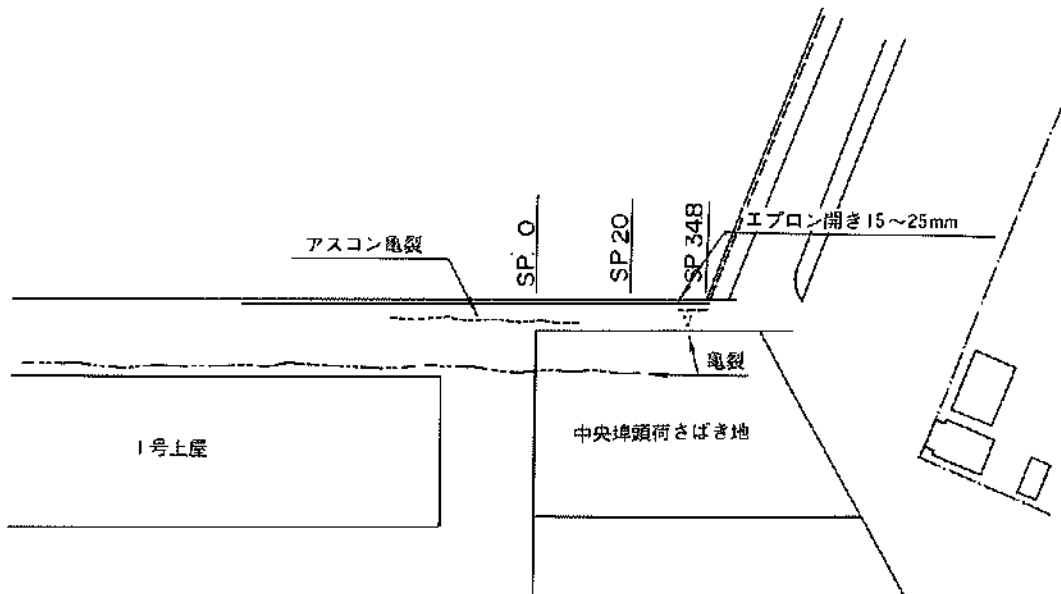 アスコン亀裂
SP. 0
SP 20
SP 348
エプロン開き15〜25mm
亀裂
1号上屋
中央埠頭荷さばき地